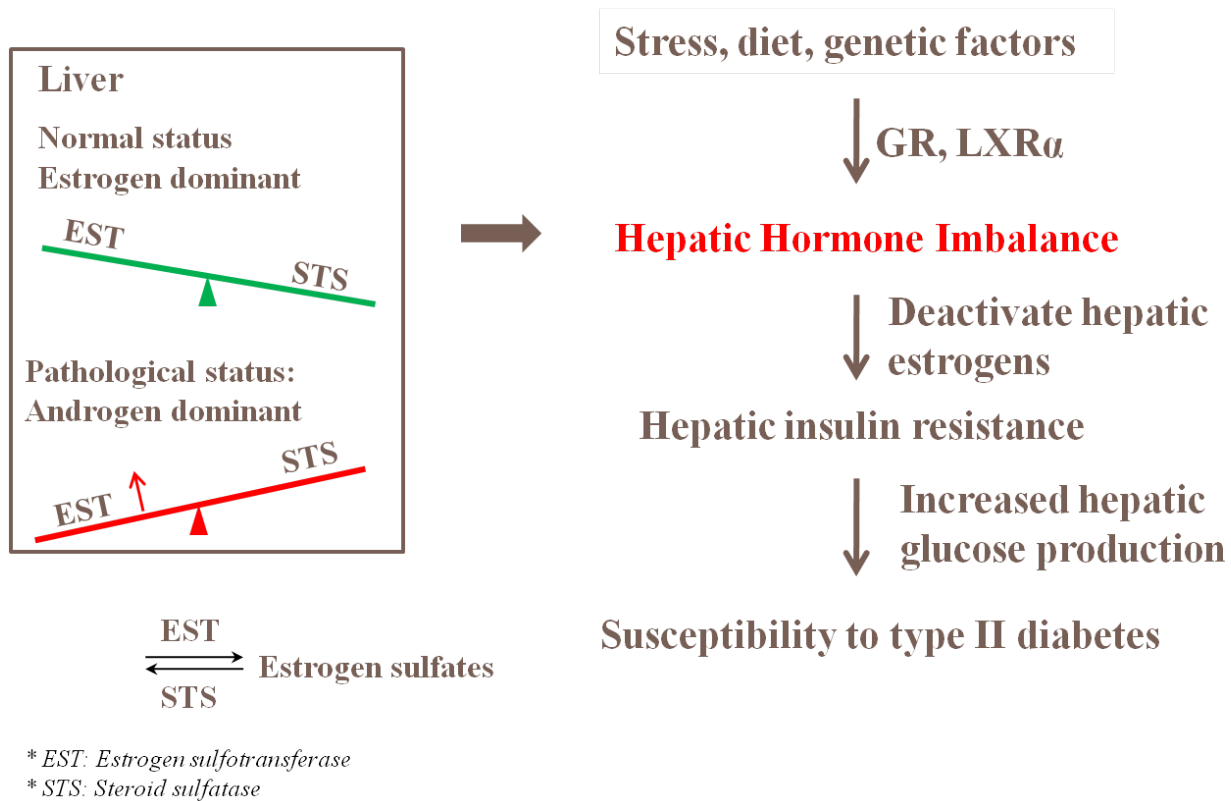 Liver
Normal status
Estrogen dominant
EST
STS
Pathological status:
Androgen dominant
STS
EST
EST
Estrogen sulfates
STS
* EST: Estrogen sulfotransferase
* STS: Steroid sulfatase
Stress, diet, genetic factors
GR, LXRα
Hepatic Hormone Imbalance
Deactivate hepatic
estrogens
Hepatic insulin resistance
Increased hepatic
glucose production
Susceptibility to type II diabetes